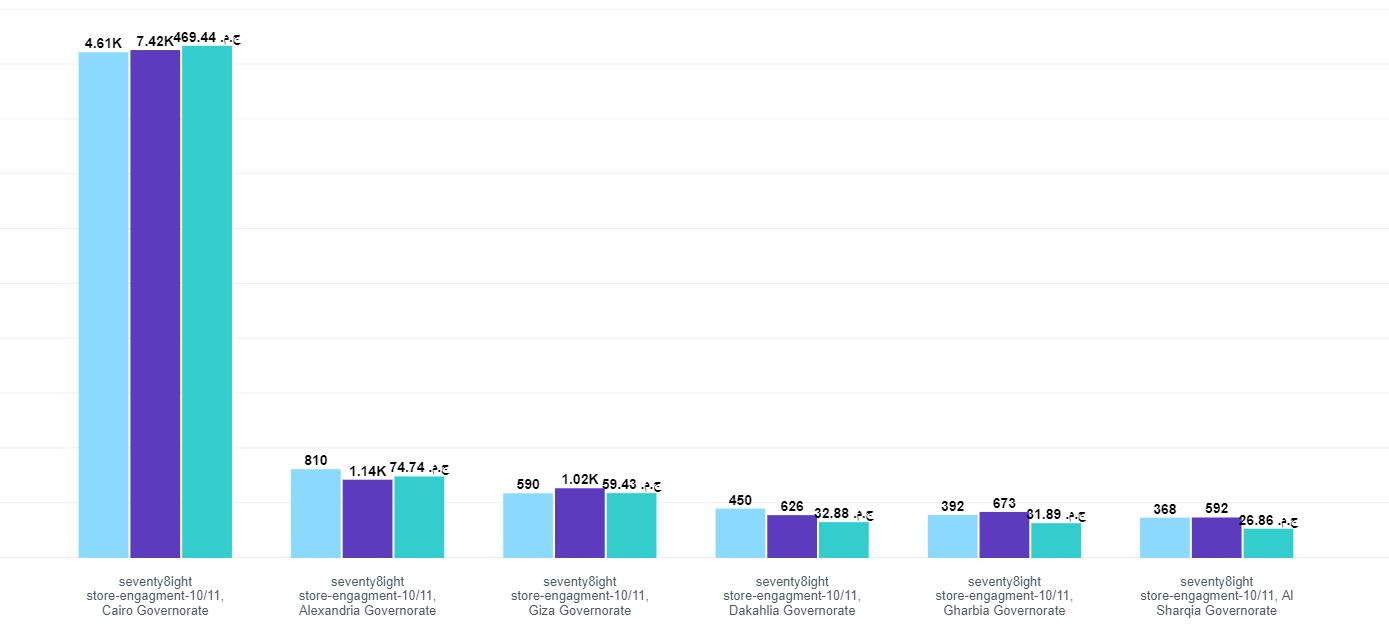 4.61K 7.42K 469.44 ج.م.
810 1.14K 74.74 ج.م.
590 1.02K 59.43 ج.م.
450 626 32.88 ج.م.
392 673 31.89 ج.م.
368 592 26.86 ج.م.
seventy8ight
store-engagment-10/11,
Cairo Governorate
seventy8ight
store-engagment-10/11,
Alexandria Governorate
seventy8ight
store-engagment-10/11,
Giza Governorate
seventy8ight
store-engagment-10/11,
Dakahlia Governorate
seventy8ight
store-engagment-10/11,
Gharbia Governorate
seventy8ight
store-engagment-10/11, Al
Sharqia Governorate